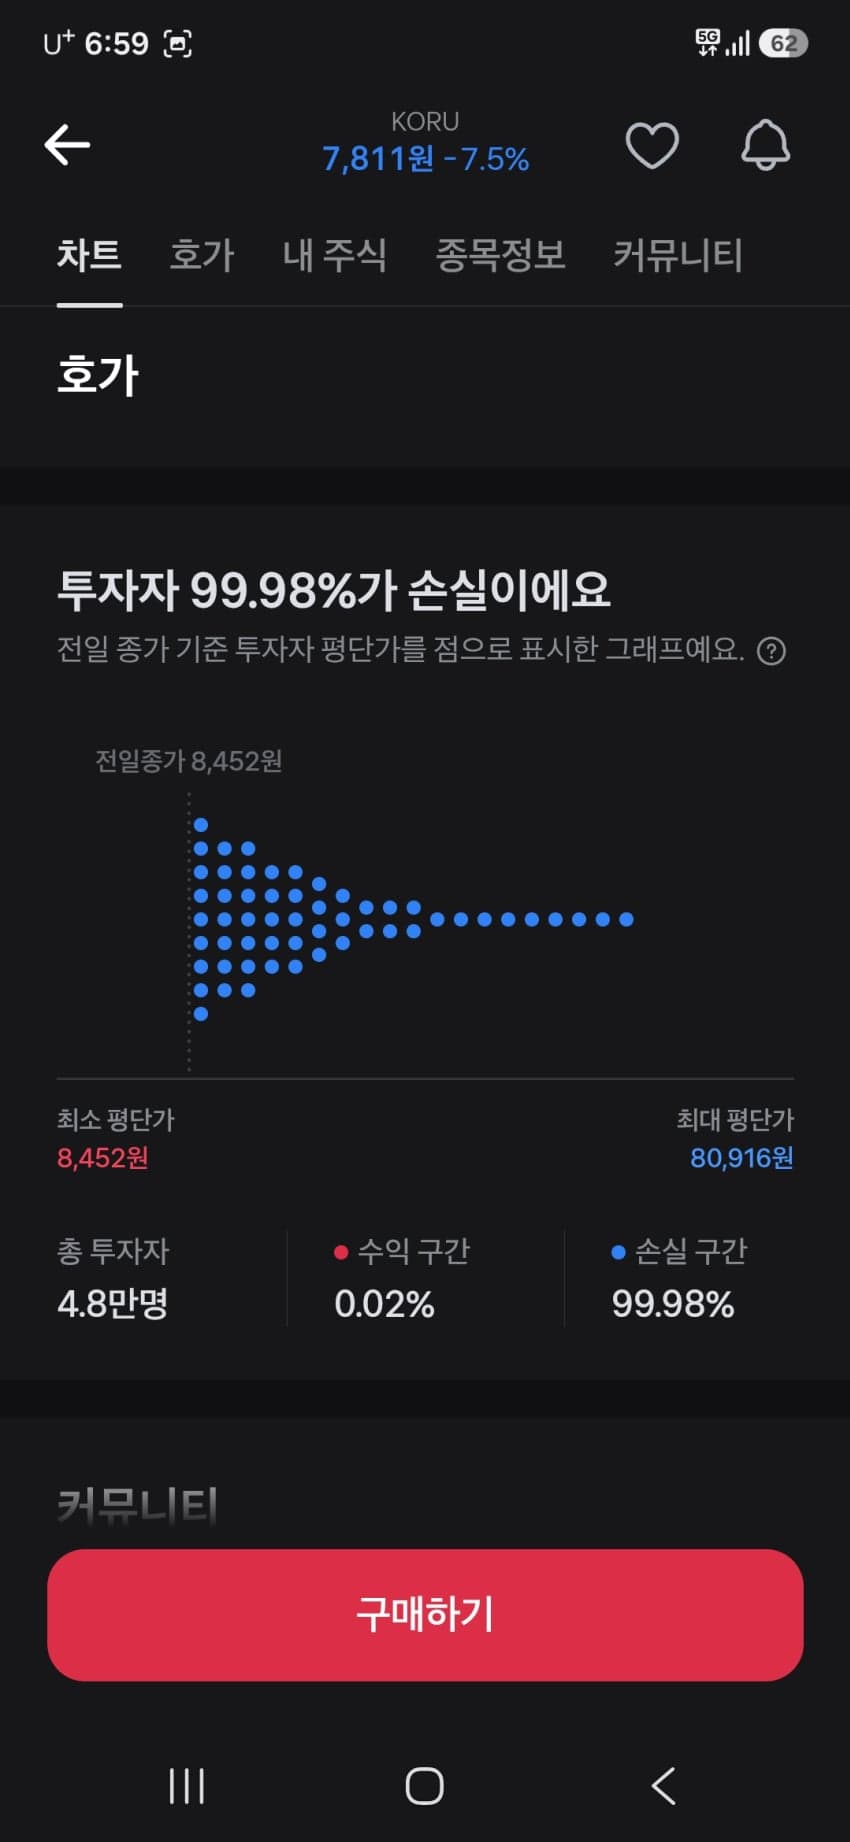 U+ 6:59 5G 62
KORU
7,811원 -7.5%
차트 호가 내 주식 종목정보 커뮤니티
호가
투자자 99.98%가 손실이에요
전일 종가 기준 투자자 평단가를 점으로 표시한 그래프예요. ?
전일종가 8,452원
최소 평단가 최대 평단가
8,452원 80,916원
총 투자자 수익 구간 손실 구간
4.8만명 0.02% 99.98%
커뮤니티
구매하기